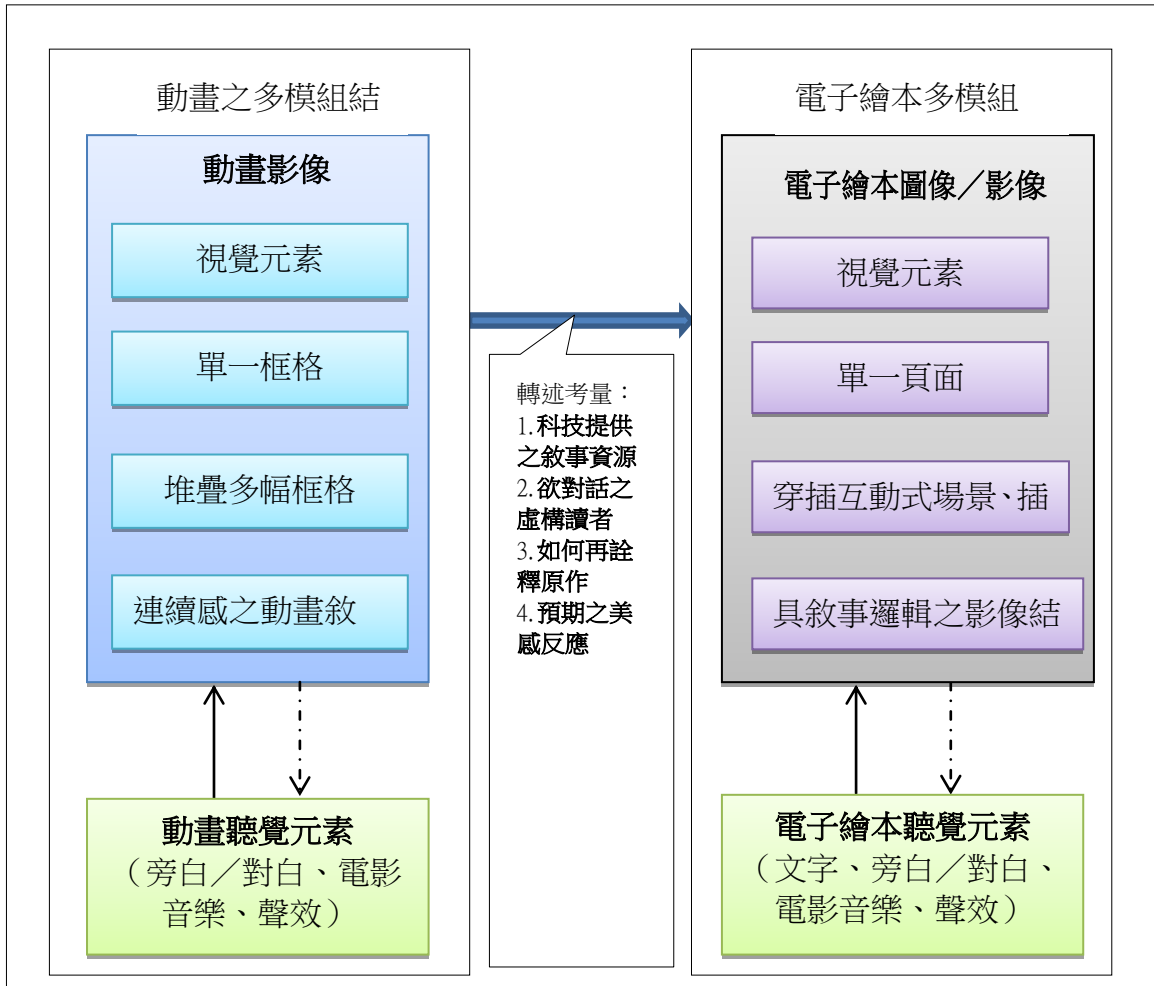 動畫之多模組結
動畫影像
視覺元素
單一框格
堆疊多幅框格
連續感之動畫敘
動畫聽覺元素
（旁白／對白、電影
音樂、聲效）
轉述考量：
1.科技提供
之敘事資源
2.欲對話之
虛構讀者
3.如何再詮
釋原作
4.預期之美
感反應
電子繪本多模組
電子繪本圖像／影像
視覺元素
單一頁面
穿插互動式場景、插
具敘事邏輯之影像結
電子繪本聽覺元素
（文字、旁白／對白、
電影音樂、聲效）